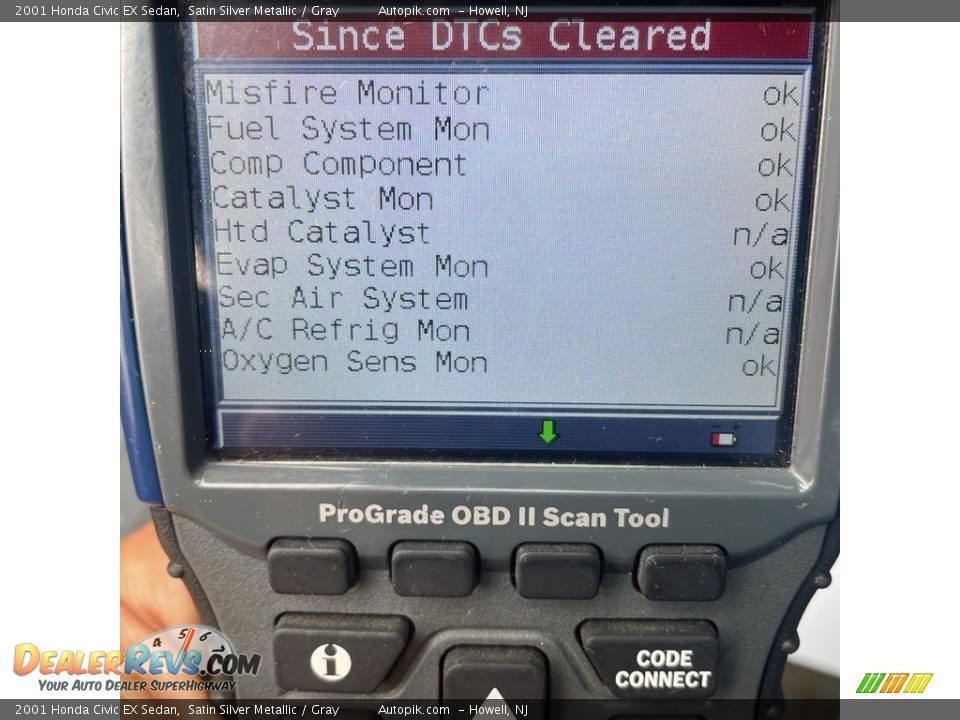 2001 Honda Civic EX Sedan, Satin Silver Metallic / Gray Autopik.com - Howell, NJ
Since DTCs Cleared
Misfire Monitor ok
Fuel System Mon ok
Comp Component ok
Catalyst Mon ok
Htd Catalyst n/a
Evap System Mon ok
Sec Air System n/a
A/C Refrig Mon n/a
Oxygen Sens Mon ok
- +
ProGrade OBD II Scan Tool
i
CODE
CONNECT
4 5 6
DEALERREVS.COM
YOUR AUTO DEALER SUPERHIGHWAY
2001 Honda Civic EX Sedan, Satin Silver Metallic / Gray Autopik.com - Howell, NJ